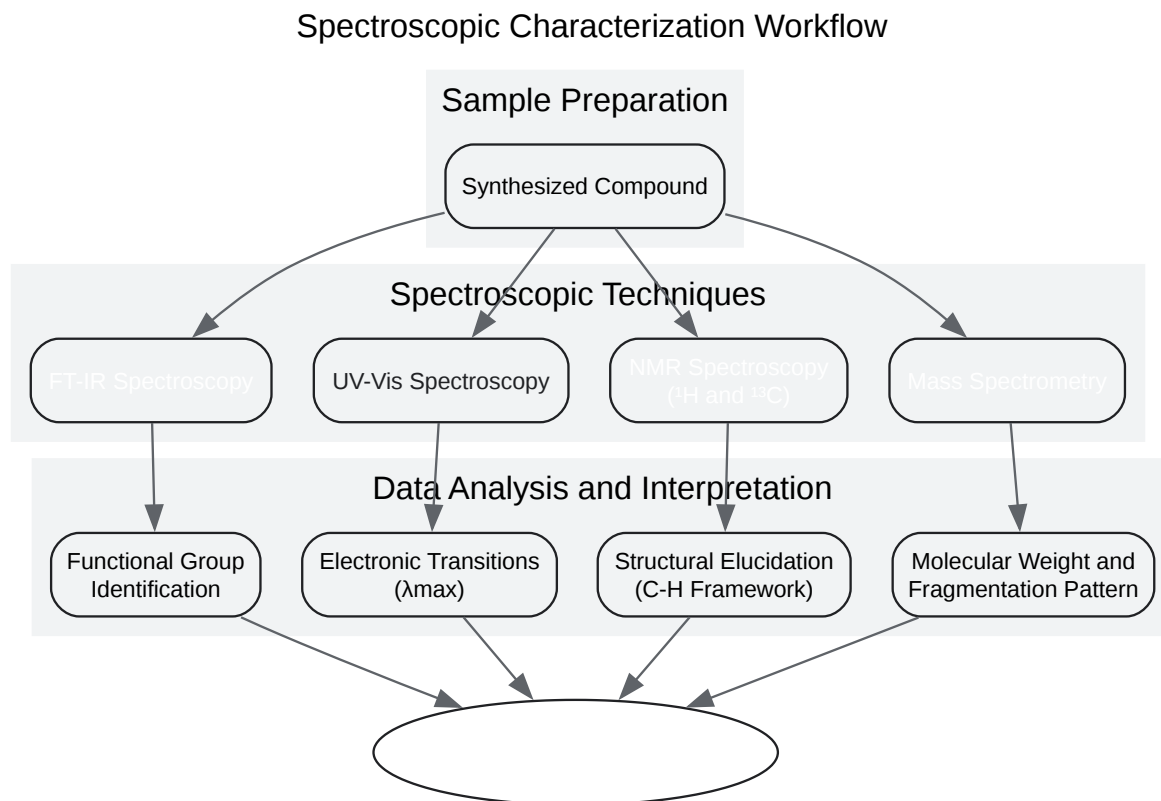 Spectroscopic Characterization Workflow
Sample Preparation
Synthesized Compound
Spectroscopic Techniques
FT-IR Spectroscopy
UV-Vis Spectroscopy
NMR Spectroscopy
(¹H and ¹³C)
Mass Spectrometry
Data Analysis and Interpretation
Functional Group
Identification
Electronic Transitions
(λmax)
Structural Elucidation
(C-H Framework)
Molecular Weight and
Fragmentation Pattern